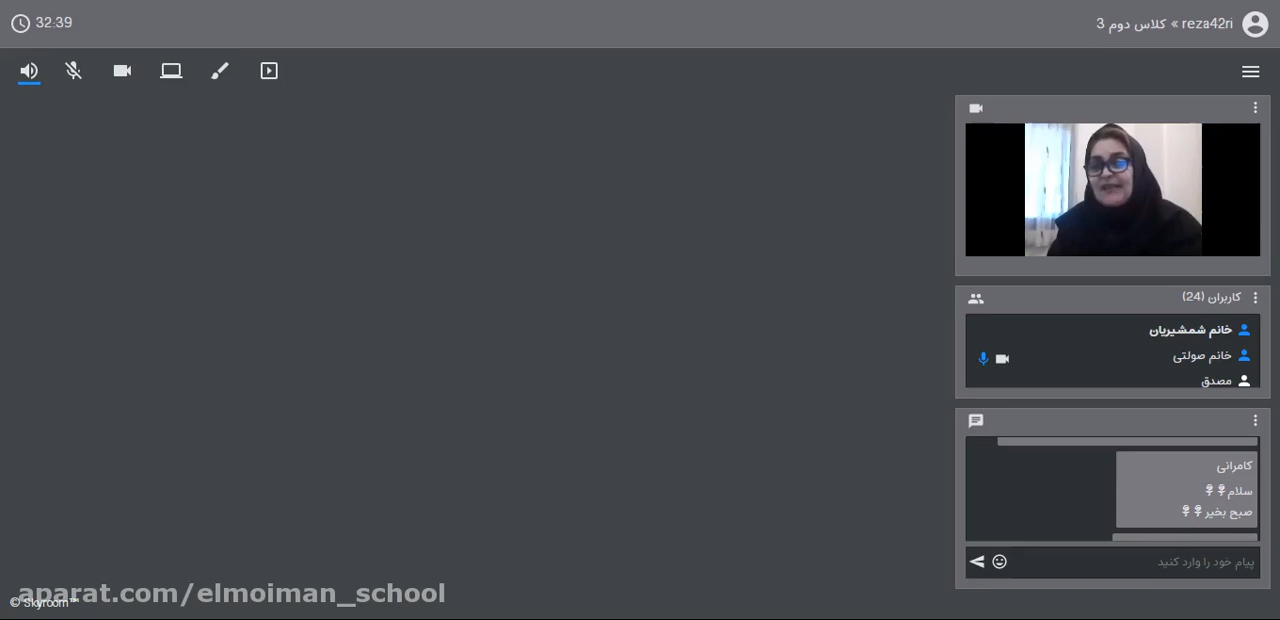 32.39
reza42ri » کلاس دوم 3
کاربران (24)
خانم شمشیریان
خانم صولتی
مصدق
کامرانی
سلام🌹🌹
صبح بخیر🌹🌹
پیام خود را وارد کنید
aparat.com/elmoiman_school
© Skyroom™